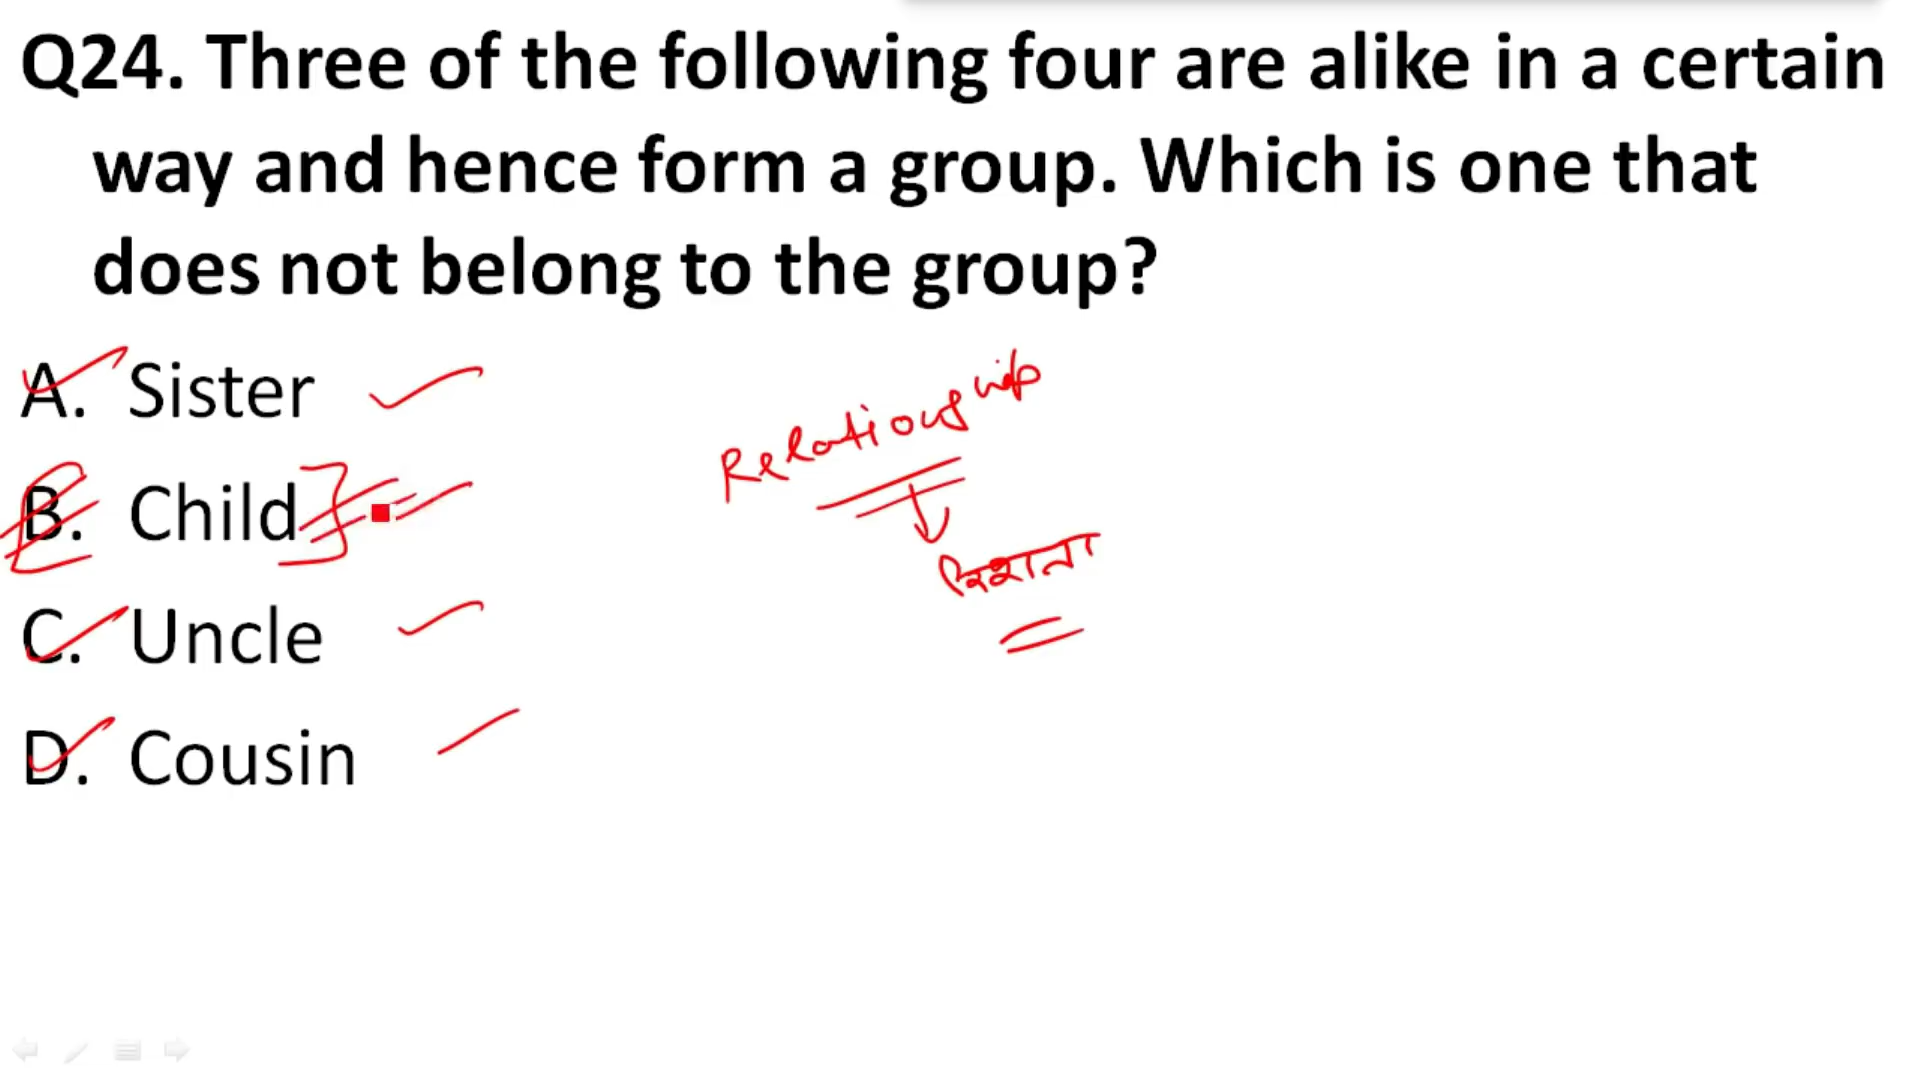 Q24. Three of the following four are alike in a certain
way and hence form a group. Which is one that
does not belong to the group?
A. Sister
B. Child
C. Uncle
D. Cousin
Relationship